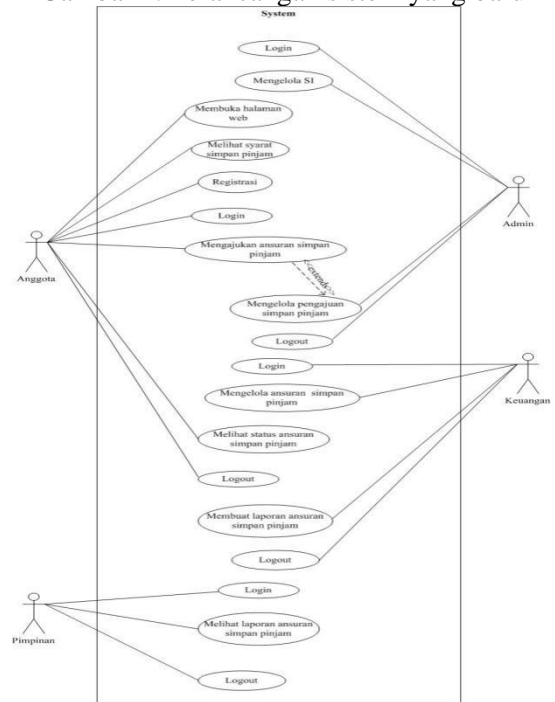 System
Login
Mengelola SI
Membuka halaman
web
Melihat syarat
simpan pinjam
Registrasi
Login
Mengajukan ansuran simpan
pinjam
<<extends>>
Mengelola pengajuan
simpan pinjam
Logout
Login
Mengelola ansuran simpan
pinjam
Melihat status ansuran
simpan pinjam
Logout
Membuat laporan ansuran
simpan pinjam
Logout
Login
Melihat laporan ansuran
simpan pinjam
Logout
Anggota
Admin
Keuangan
Pimpinan